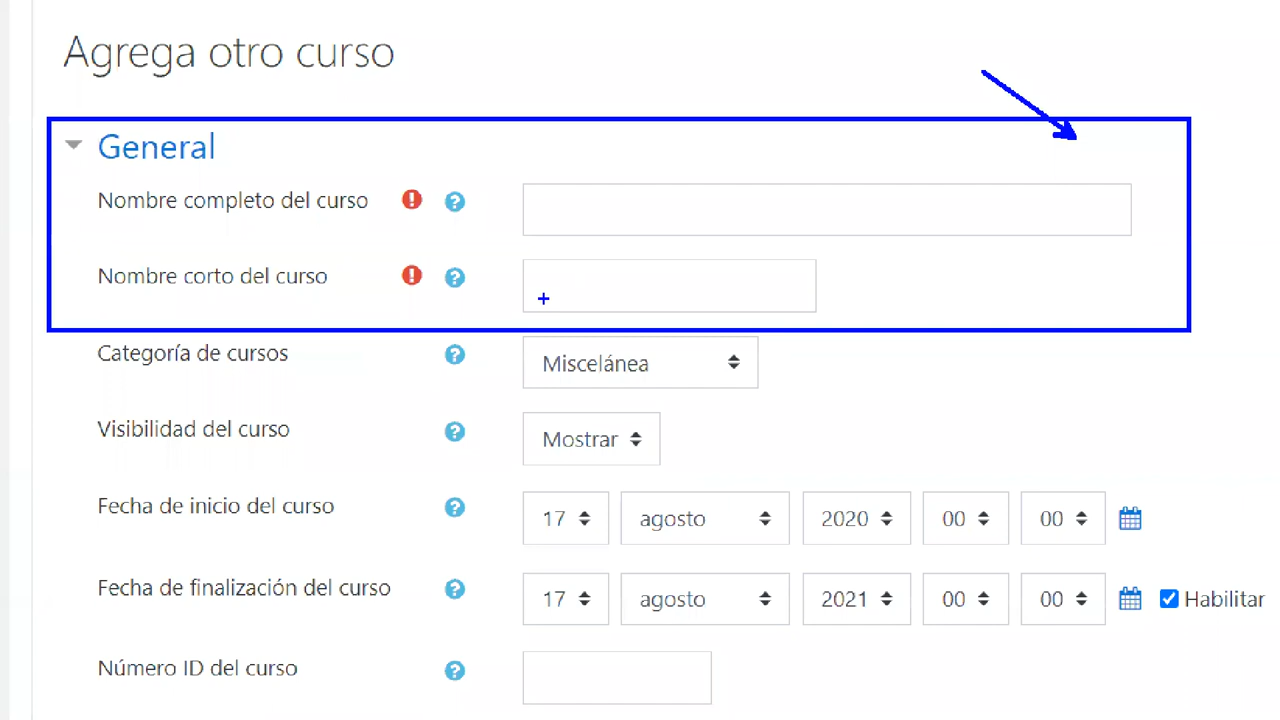 Agrega otro curso
General
Nombre completo del curso
Nombre corto del curso
Categoría de cursos Miscelánea
Visibilidad del curso Mostrar
Fecha de inicio del curso 17 agosto 2020 00 00
Fecha de finalización del curso 17 agosto 2021 00 00 Habilitar
Número ID del curso